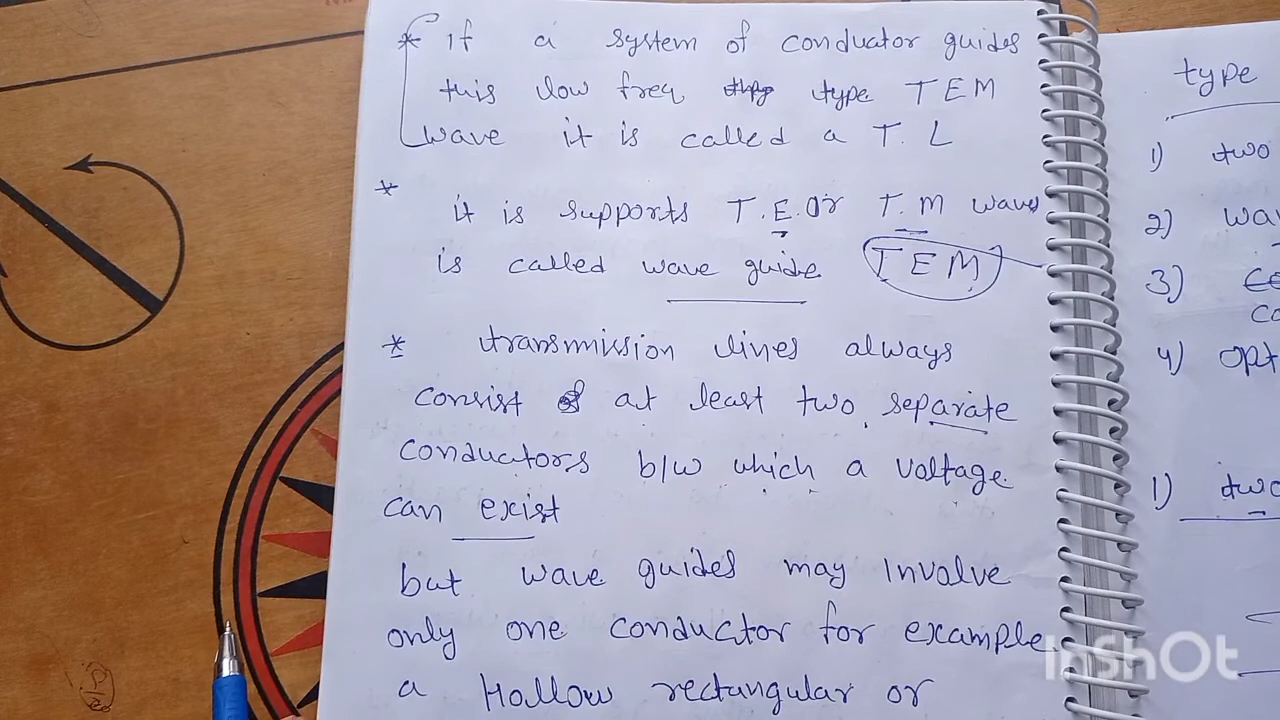 * If a system of conductor guides
this low freq type TEM
wave it is called a T. L
*
it is supports T.E. or T.M waves
is called wave guide TEM
* transmission lines always
consist of at least two separate
conductors b/w which a voltage
can exist
but wave guides may involve
only one conductor for example
a Hollow rectangular or
type
1) two
2) wav
3) co
4) opt
1) two
InShOt